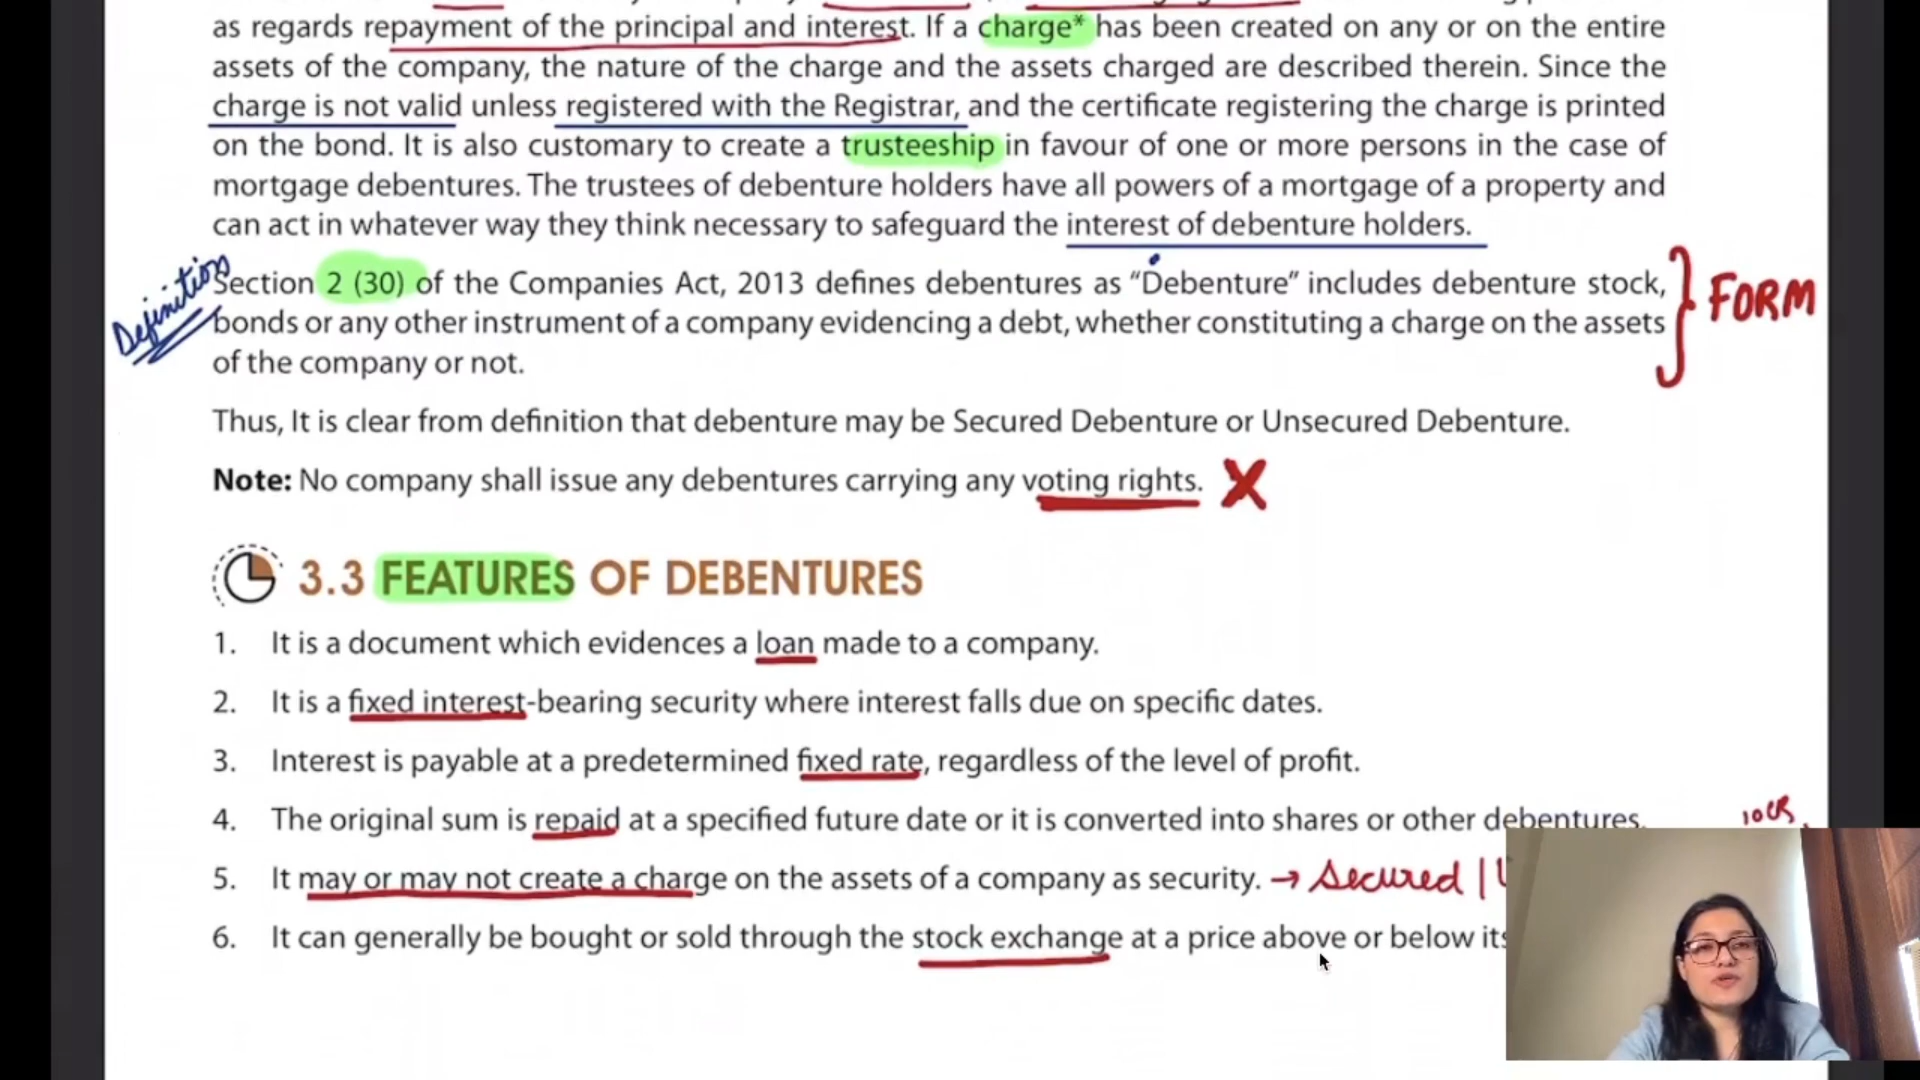 as regards repayment of the principal and interest. If a charge* has been created on any or on the entire
assets of the company, the nature of the charge and the assets charged are described therein. Since the
charge is not valid unless registered with the Registrar, and the certificate registering the charge is printed
on the bond. It is also customary to create a trusteeship in favour of one or more persons in the case of
mortgage debentures. The trustees of debenture holders have all powers of a mortgage of a property and
can act in whatever way they think necessary to safeguard the interest of debenture holders.
Definition
Section 2 (30) of the Companies Act, 2013 defines debentures as “Debenture” includes debenture stock,
bonds or any other instrument of a company evidencing a debt, whether constituting a charge on the assets
of the company or not.
FORM
Thus, It is clear from definition that debenture may be Secured Debenture or Unsecured Debenture.
Note: No company shall issue any debentures carrying any voting rights. X
3.3 FEATURES OF DEBENTURES
1. It is a document which evidences a loan made to a company.
2. It is a fixed interest-bearing security where interest falls due on specific dates.
3. Interest is payable at a predetermined fixed rate, regardless of the level of profit.
4. The original sum is repaid at a specified future date or it is converted into shares or other debentures.
5. It may or may not create a charge on the assets of a company as security. → Secured |
6. It can generally be bought or sold through the stock exchange at a price above or below its